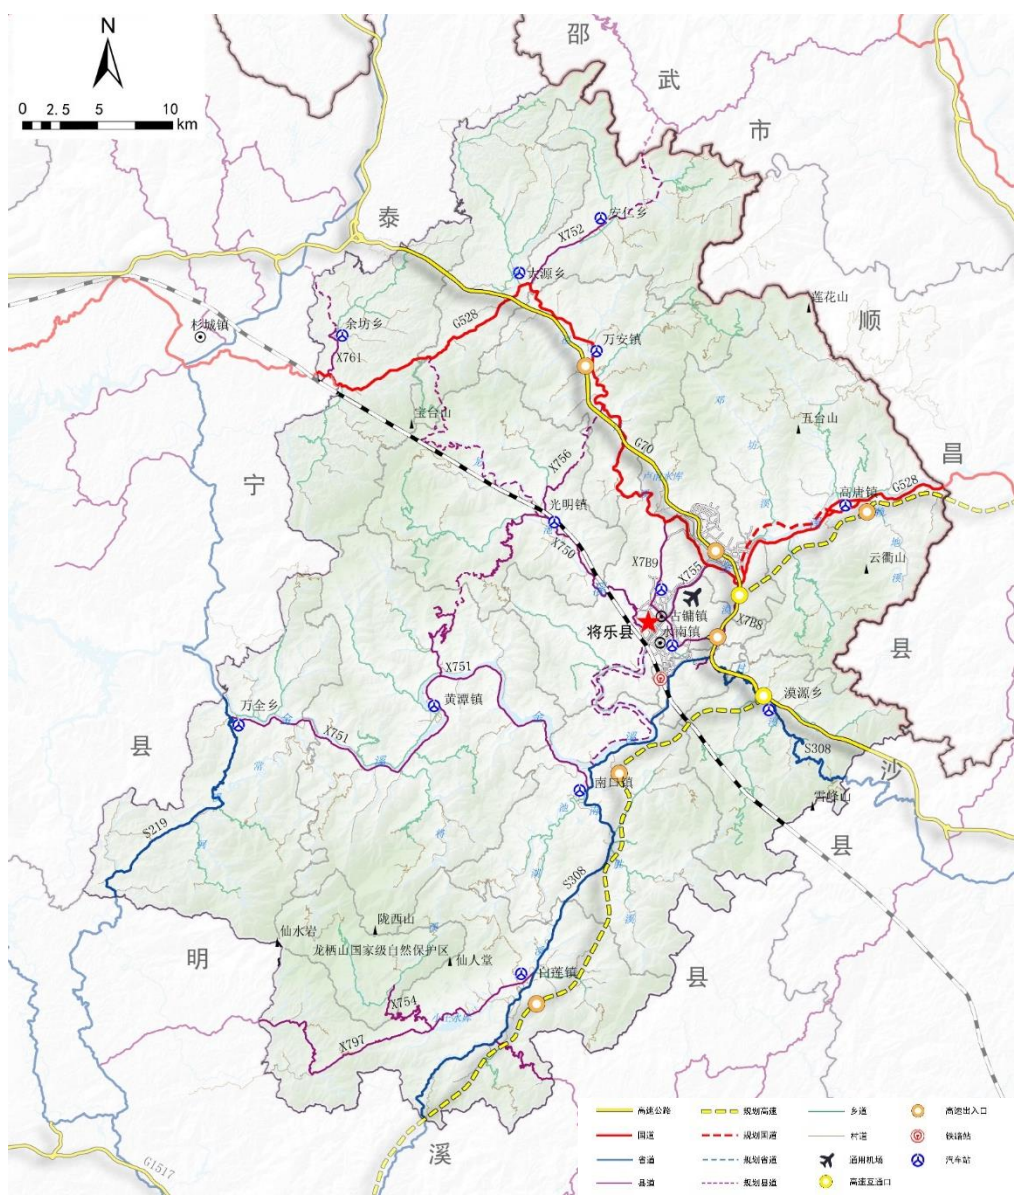 N
0 2.5 5 10
km
邵
武
市
泰
安仁乡
X752
大源乡
莲花山
顺
杉城镇
余坊乡
G528
万安镇
X761
宝台山
五台山
G70
昌
宁
X756
高唐镇
G528
光明镇
X750
云衢山
X7B9
X755
古镛镇
将乐县
水南镇
X7B8
县
X751
黄潭镇
漠源乡
万全乡
金
县
X751
溪
金
溪
S308
沙
南口镇
S219
县
S308
陇西山
仙水岩
龙栖山国家级自然保护区
仙人堂
明
白莲镇
县
X754
X797
溪
G1517
高速公路 规划高速 乡道 高速出入口
国道 规划国道 村道 铁路站
省道 规划省道 通用机场 汽车站
县道 规划县道 高速互通口